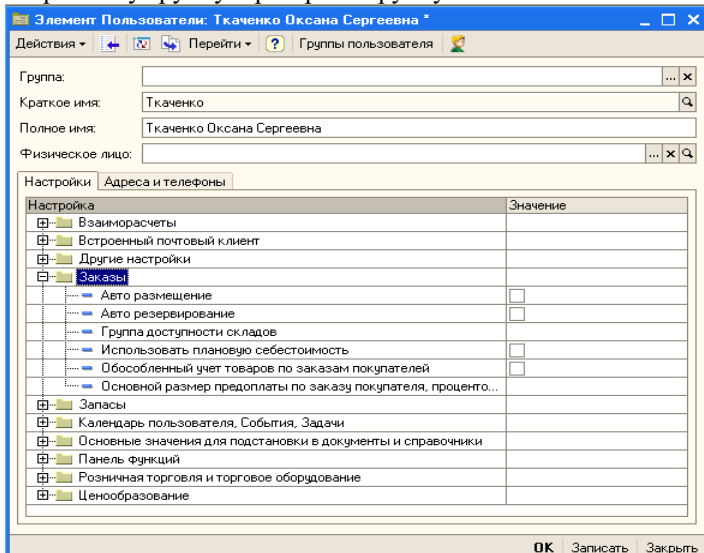 Элемент Пользователи: Ткаченко Оксана Сергеевна *
Действия Перейти Группы пользователя
Группа:
Краткое имя: Ткаченко
Полное имя: Ткаченко Оксана Сергеевна
Физическое лицо:
Настройки Адреса и телефоны
Настройка Значение
Взаиморасчеты
Встроенный почтовый клиент
Другие настройки
Заказы
Авто размещение
Авто резервирование
Группа доступности складов
Использовать плановую себестоимость
Обособленный учет товаров по заказам покупателей
Основной размер предоплаты по заказу покупателя, проценто...
Запасы
Календарь пользователя, События, Задачи
Основные значения для подстановки в документы и справочники
Панель функций
Розничная торговля и торговое оборудование
Ценообразование
OK Записать Закрыть